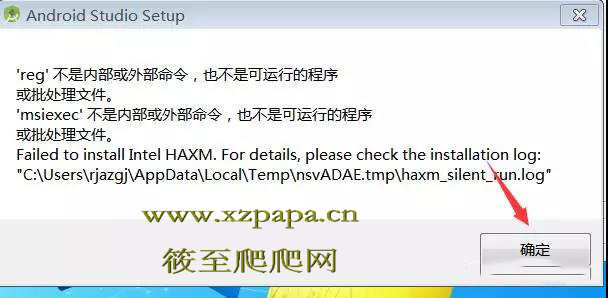 Android Studio Setup
'reg' 不是内部或外部命令，也不是可运行的程序
或批处理文件。
'msiexec' 不是内部或外部命令，也不是可运行的程序
或批处理文件。
Failed to install Intel HAXM. For details, please check the installation log:
"C:\Users\rjazgj\AppData\Local\Temp\nsvADAE.tmp\haxm_silent_run.log"
www.xzpapa.cn
筱至爬爬网
确定